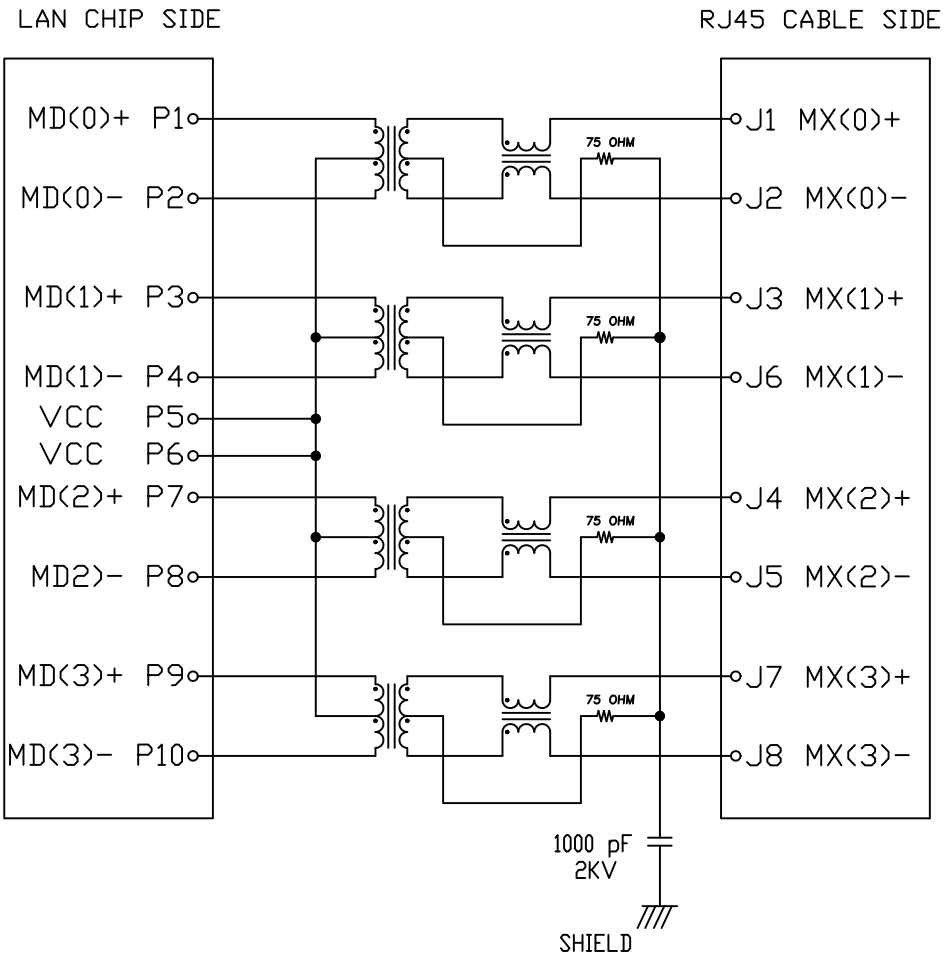 LAN CHIP SIDE
RJ45 CABLE SIDE
MD(0)+ P1
J1 MX(0)+
75 OHM
MD(0)- P2
J2 MX(0)-
MD(1)+ P3
J3 MX(1)+
75 OHM
MD(1)- P4
J6 MX(1)-
VCC P5
VCC P6
MD(2)+ P7
J4 MX(2)+
75 OHM
MD2)- P8
J5 MX(2)-
MD(3)+ P9
J7 MX(3)+
75 OHM
MD(3)- P10
J8 MX(3)-
1000 pF
2KV
SHIELD